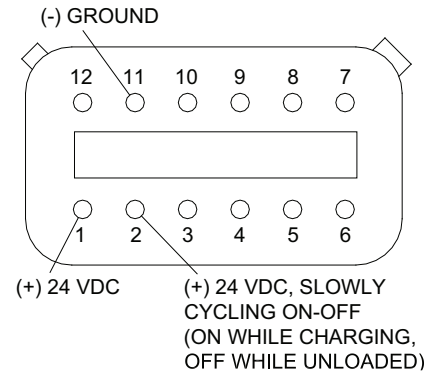 (-) GROUND
12 11 10 9 8 7
1 2 3 4 5 6
(+) 24 VDC
(+) 24 VDC, SLOWLY
CYCLING ON-OFF
(ON WHILE CHARGING,
OFF WHILE UNLOADED)